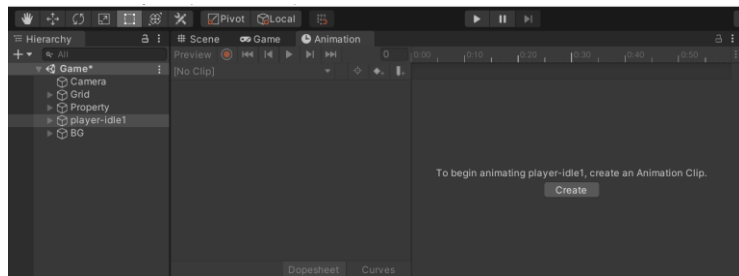 Pivot Local
Hierarchy
# Scene Game Animation
All
Preview 0 0:00 0:10 0:20 0:30 0:40 0:50
[No Clip]
Game*
Camera
Grid
Property
player-idle1
BG
To begin animating player-idle1, create an Animation Clip.
Create
Dopesheet Curves